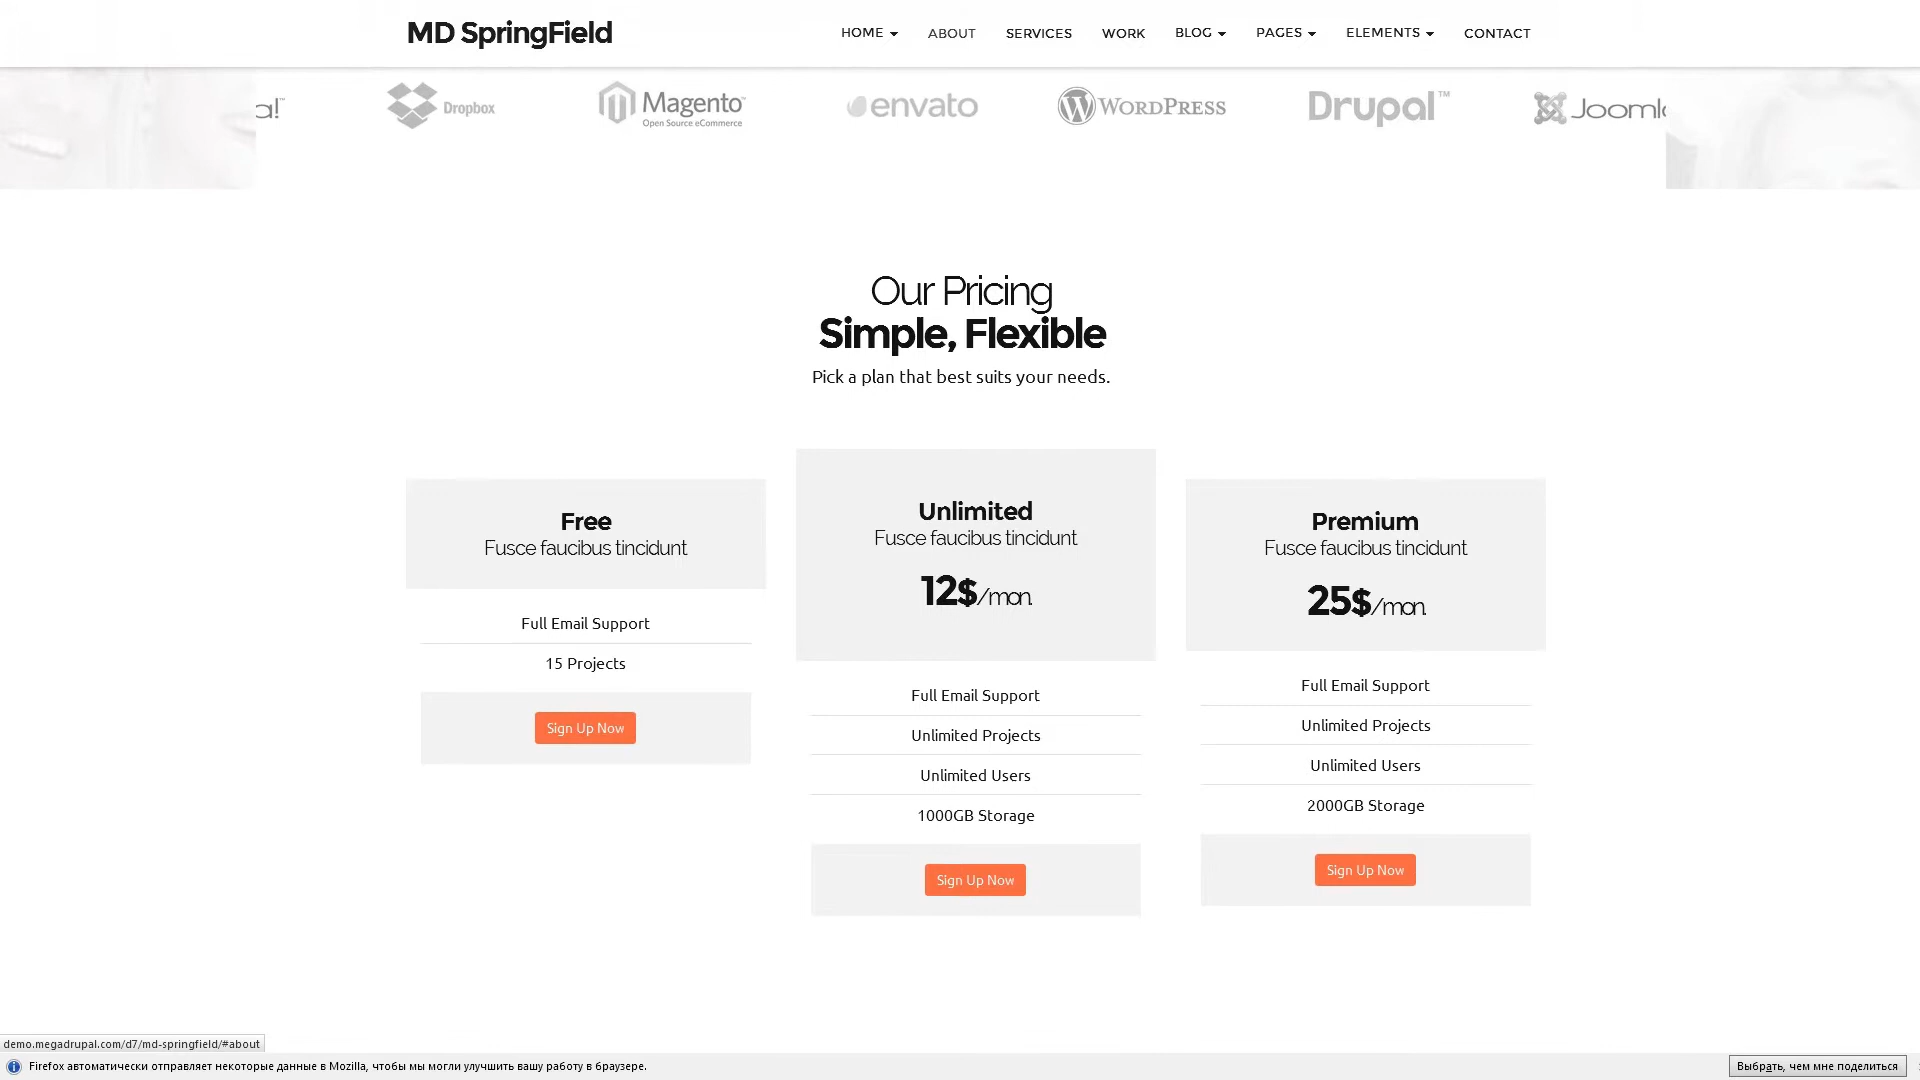 MD SpringField
HOME
ABOUT
SERVICES
WORK
BLOG
PAGES
ELEMENTS
CONTACT
a!™
Dropbox
Magento™
Open Source eCommerce
envato
WORDPRESS
Drupal™
Jooml
Our Pricing
Simple, Flexible
Pick a plan that best suits your needs.
Free
Fusce faucibus tincidunt
Full Email Support
15 Projects
Sign Up Now
Unlimited
Fusce faucibus tincidunt
12$/mon.
Full Email Support
Unlimited Projects
Unlimited Users
1000GB Storage
Sign Up Now
Premium
Fusce faucibus tincidunt
25$/mon.
Full Email Support
Unlimited Projects
Unlimited Users
2000GB Storage
Sign Up Now
demo.megadrupal.com/d7/md-springfield/#about
Firefox автоматически отправляет некоторые данные в Mozilla, чтобы мы могли улучшить вашу работу в браузере.
Выбрать, чем мне поделиться